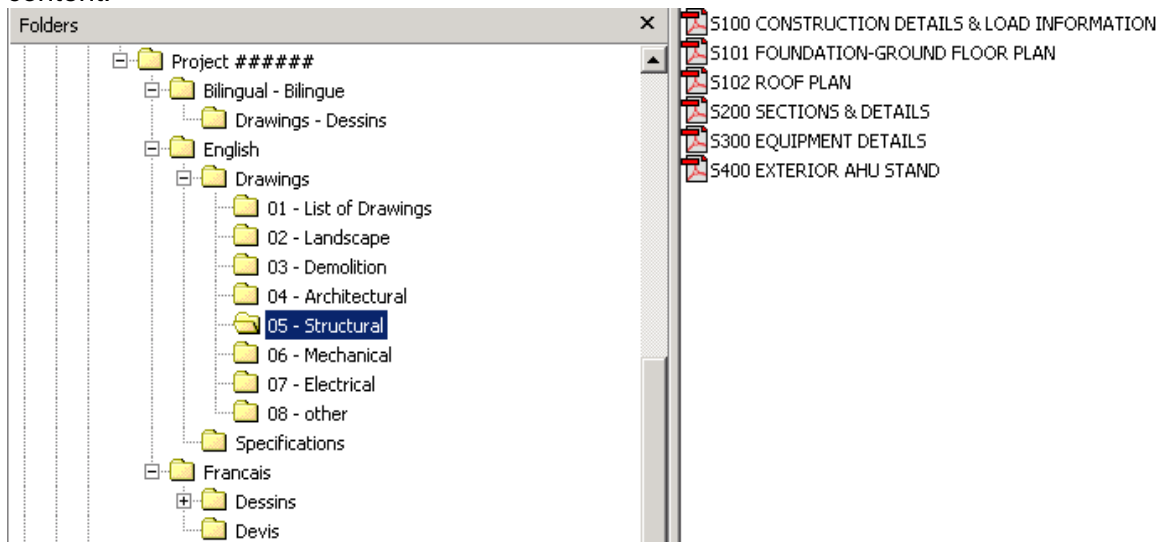 Folders
Project ######
Bilingual - Bilingue
Drawings - Dessins
English
Drawings
01 - List of Drawings
02 - Landscape
03 - Demolition
04 - Architectural
05 - Structural
06 - Mechanical
07 - Electrical
08 - other
Specifications
Francais
Dessins
Devis
S100 CONSTRUCTION DETAILS & LOAD INFORMATION
S101 FOUNDATION-GROUND FLOOR PLAN
S102 ROOF PLAN
S200 SECTIONS & DETAILS
S300 EQUIPMENT DETAILS
S400 EXTERIOR AHU STAND